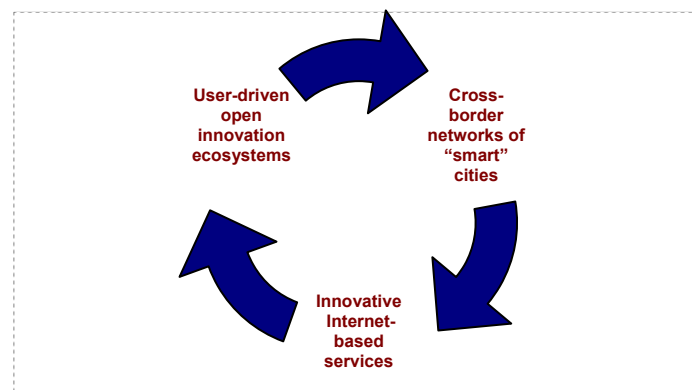 User-driven
open
innovation
ecosystems
Cross-
border
networks of
“smart”
cities
Innovative
Internet-
based
services